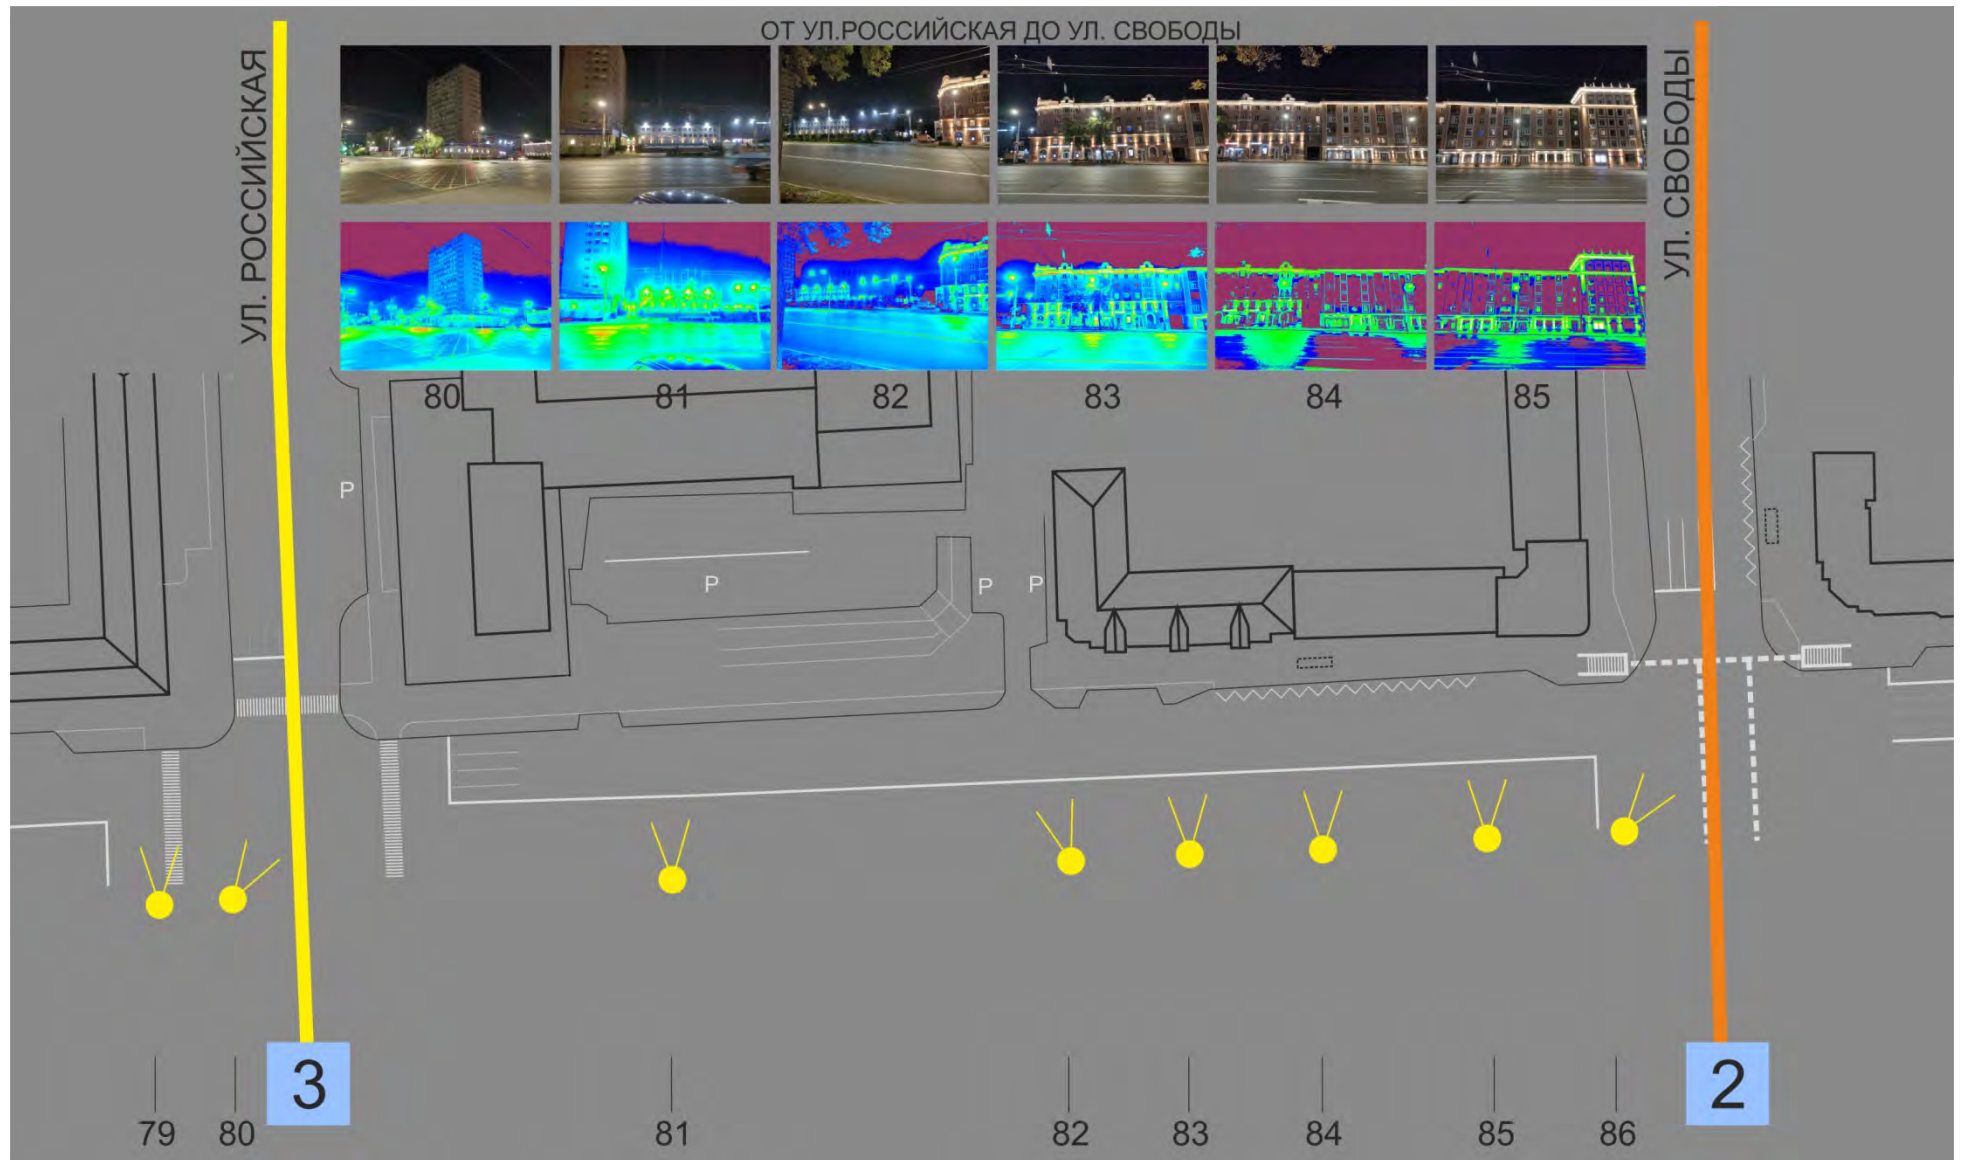 ОТ УЛ.РОССИЙСКАЯ ДО УЛ. СВОБОДЫ
УЛ. РОССИЙСКАЯ
УЛ. СВОБОДЫ
80 81 82 83 84 85
P
P P P
3 2
79 80 81 82 83 84 85 86